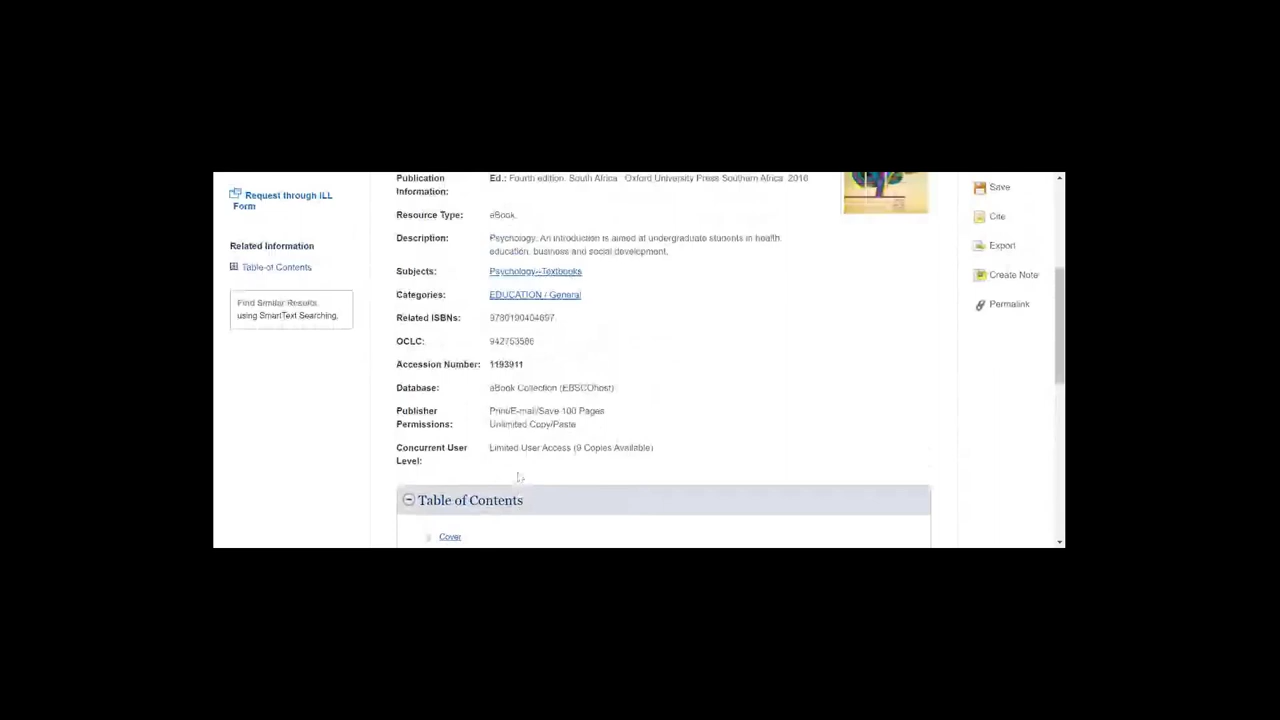 Request through ILL
Form
Related Information
Table of Contents
Find Similar Results
using SmartText Searching.
Publication Ed.: Fourth edition. South Africa Oxford University Press Southern Africa 2016
Information:
Resource Type: eBook.
Description: Psychology: An introduction is aimed at undergraduate students in health,
education, business and social development.
Subjects: Psychology--Textbooks
Categories: EDUCATION / General
Related ISBNs: 9780190404697
OCLC: 942753586
Accession Number: 1193911
Database: eBook Collection (EBSCOhost)
Publisher Print/E-mail/Save 100 Pages
Permissions: Unlimited Copy/Paste
Concurrent User Limited User Access (9 Copies Available)
Level:
Table of Contents
Cover
Save
Cite
Export
Create Note
Permalink